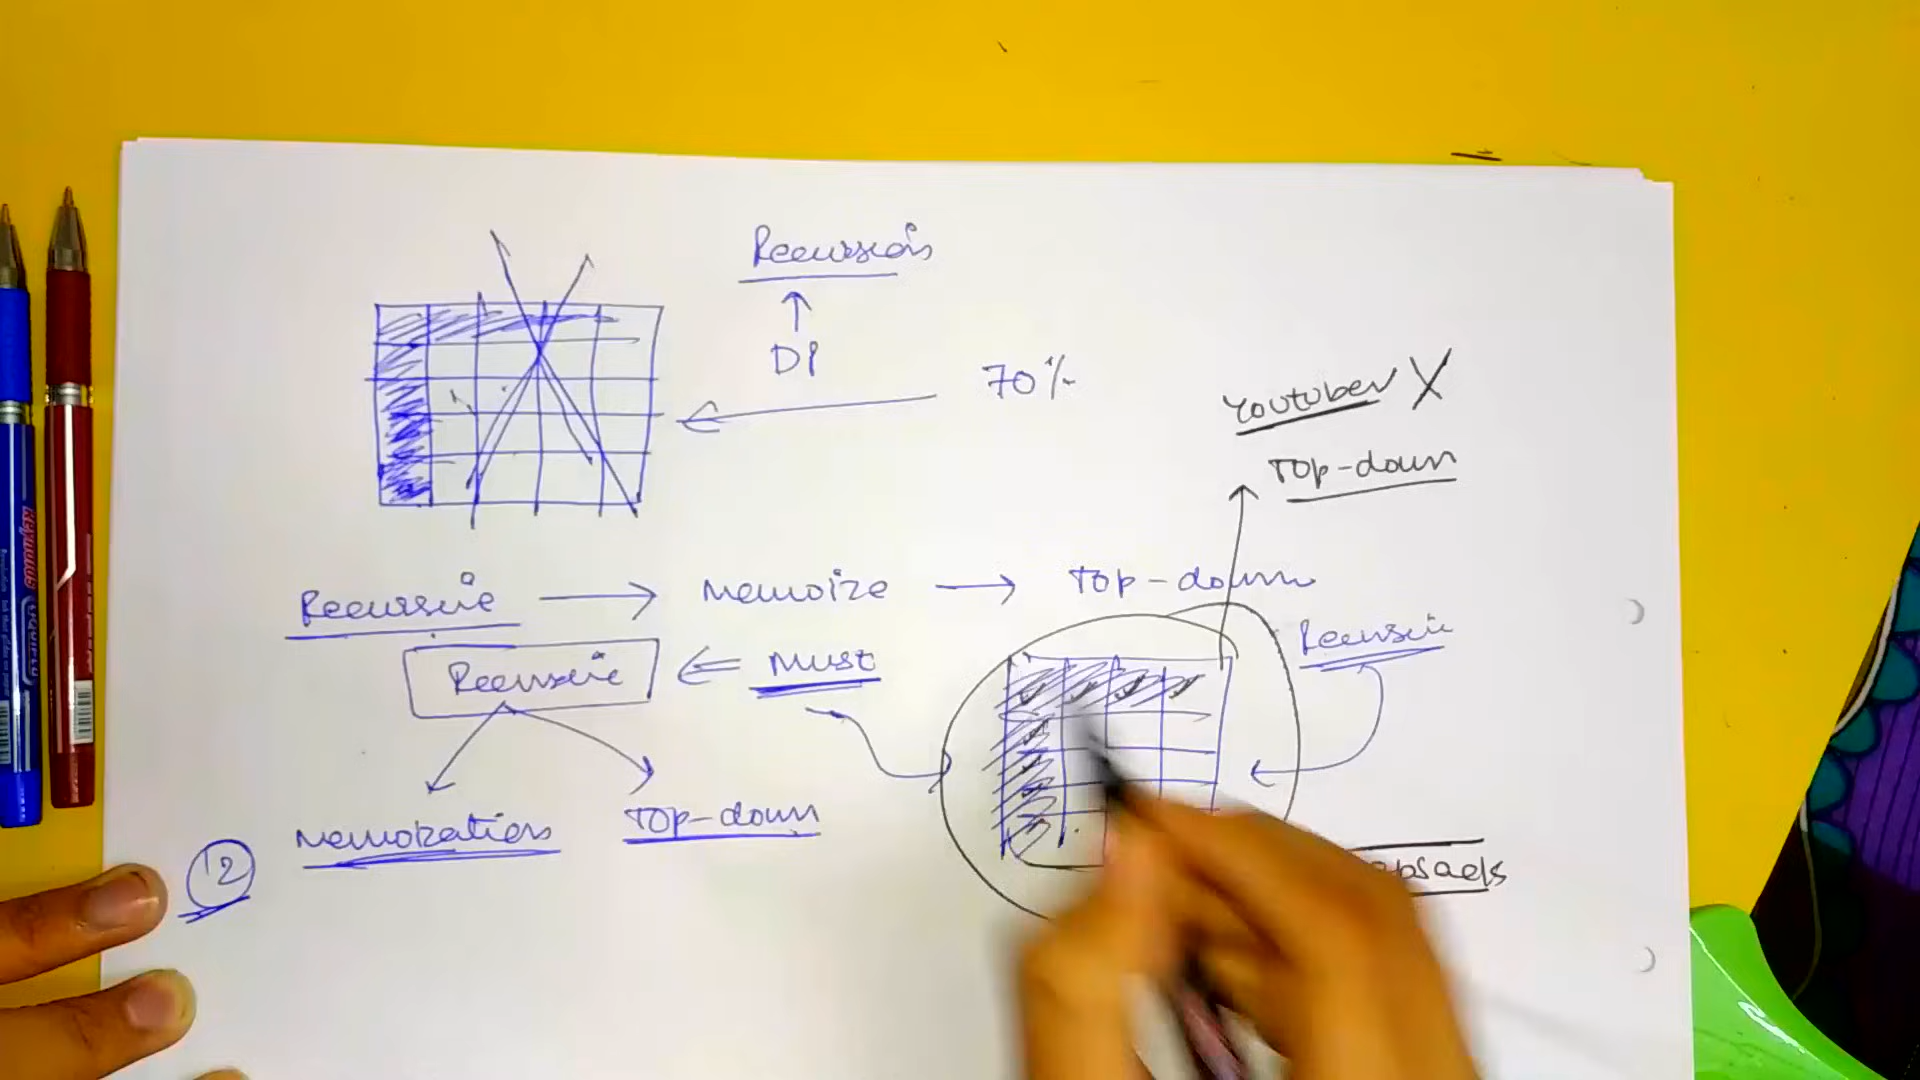 Recursion
DP
70%
Youtuber X
Top-down
Recursive → Memoize → Top-down
Recursive
Recursive ⇐ Must
Memoization
Top-down
12